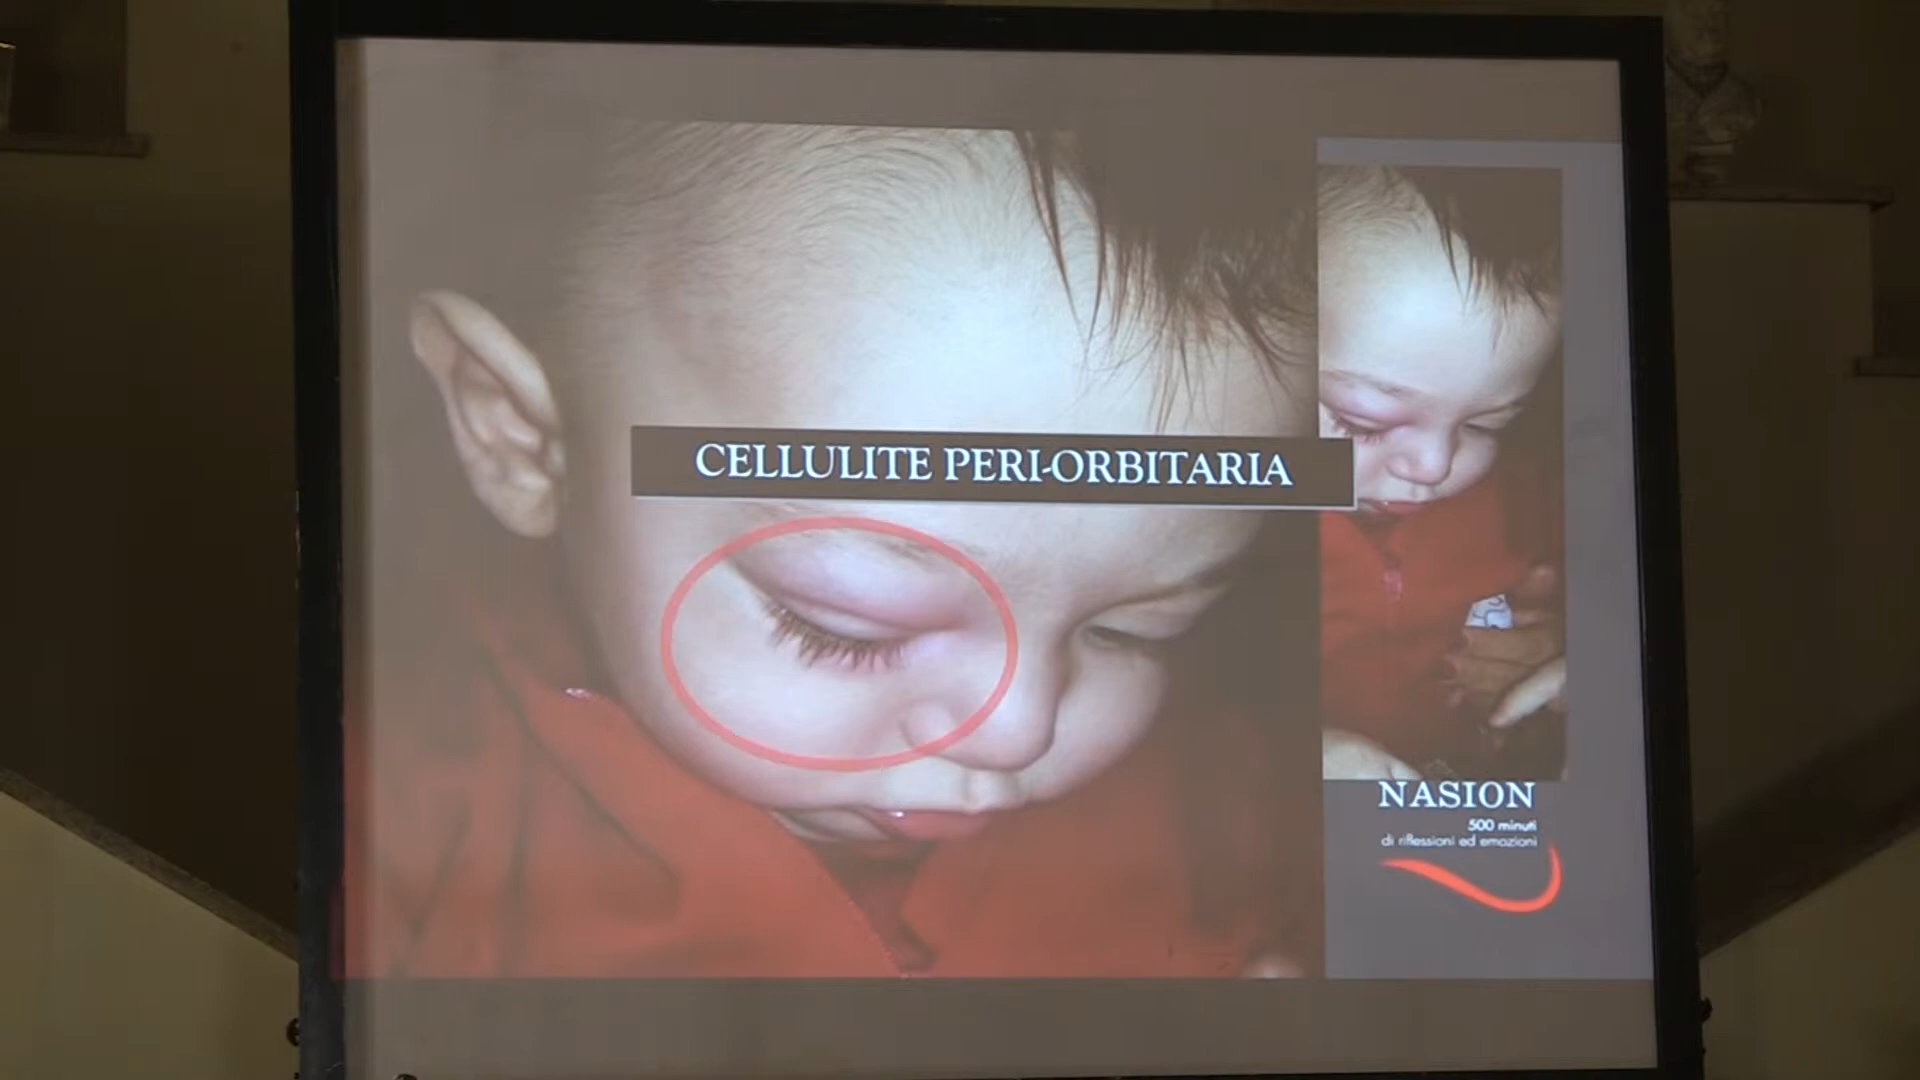 CELLULITE PERI-ORBITARIA
NASION
500 minuti
di riflessioni ed emozioni